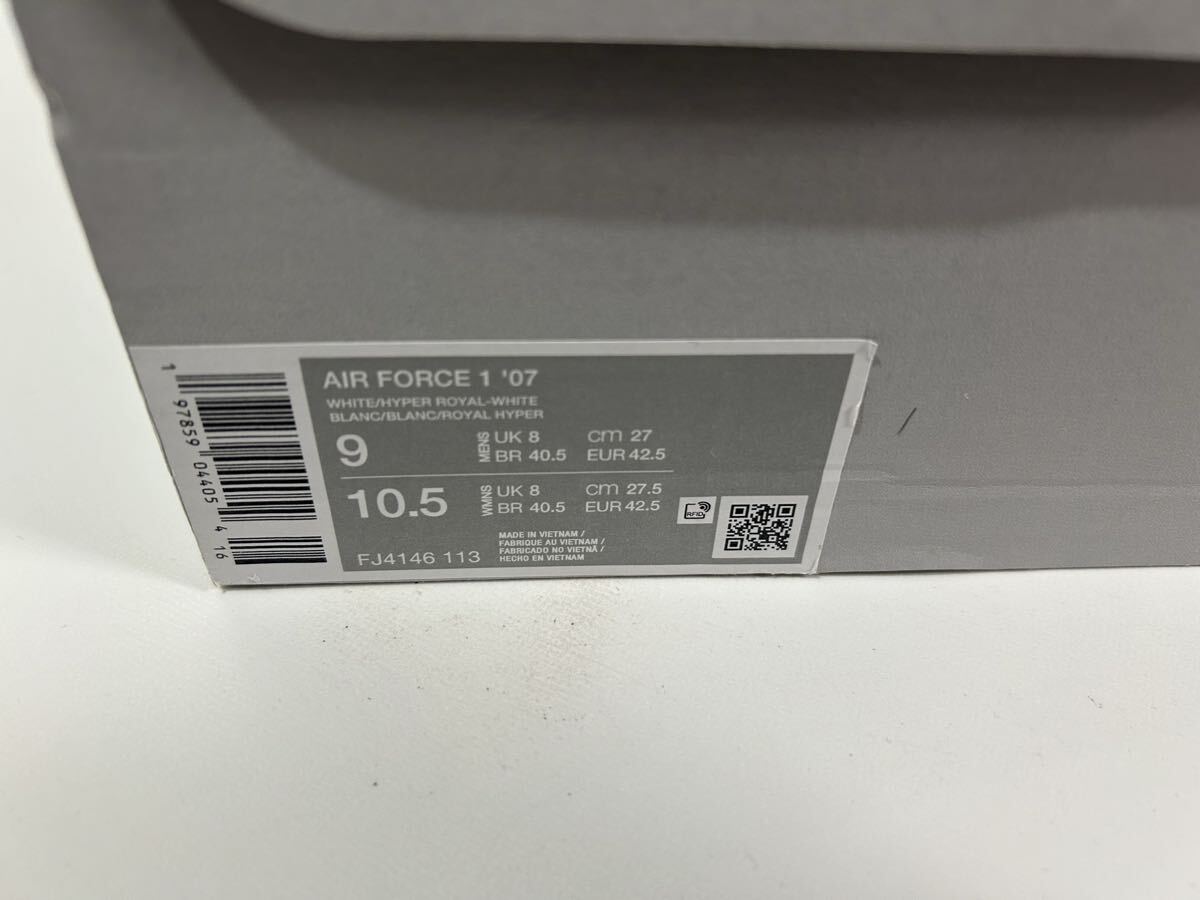 AIR FORCE 1 '07
WHITE/HYPER ROYAL-WHITE
BLANC/BLANC/ROYAL HYPER
9 MENS UK 8 cm 27
BR 40.5 EUR 42.5
10.5 WMNS UK 8 cm 27.5
BR 40.5 EUR 42.5
FJ4146 113
MADE IN VIETNAM /
FABRIQUE AU VIETNAM /
FABRICADO NO VIETNÃ /
HECHO EN VIETNAM
RFID
1 97859 04405 4 16